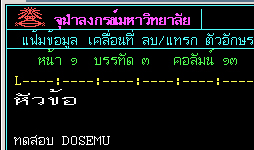 จุฬาลงกรณ์มหาวิทยาลัย
แฟ้มข้อมูล เคลื่อนที่ ลบ/แทรก ตัวอักษร
หน้า ๑ บรรทัด ๓ คอลัมน์ ๑๓
L----:----!----:----!----:----!----:-
หัวข้อ
ทดสอบ DOSEMU